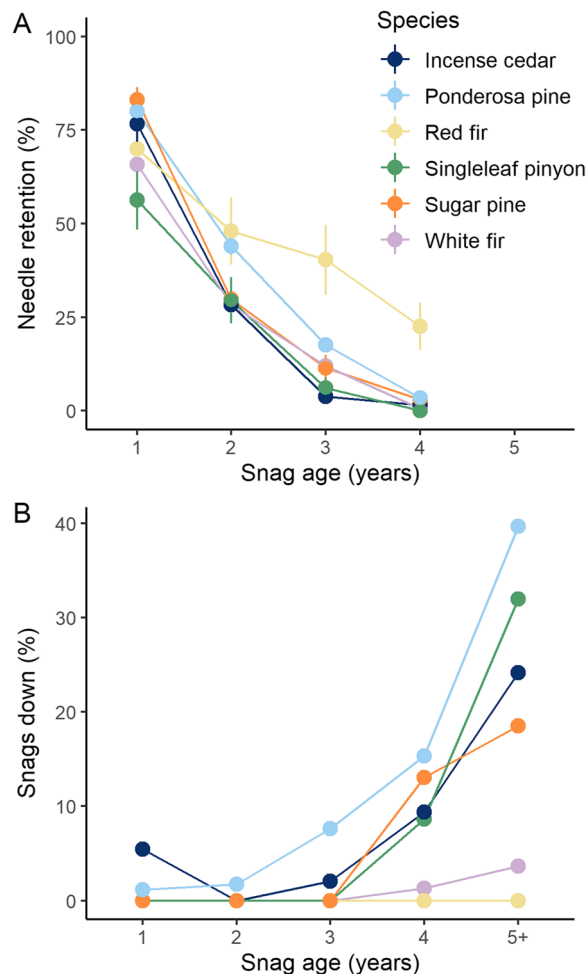 A
Species
Incense cedar
Ponderosa pine
Red fir
Singleleaf pinyon
Sugar pine
White fir
Needle retention (%)
100
75
50
25
0
1 2 3 4 5
Snag age (years)
B
Snags down (%)
40
30
20
10
0
1 2 3 4 5+
Snag age (years)